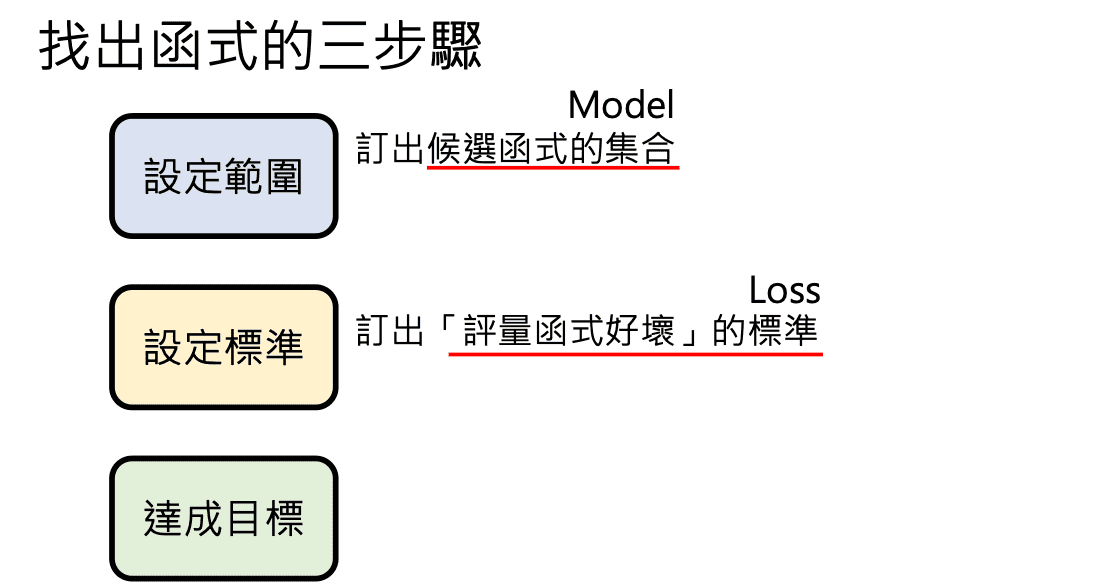 找出函式的三步驟
Model
設定範圍
訂出候選函式的集合
Loss
設定標準
訂出「評量函式好壞」的標準
達成目標